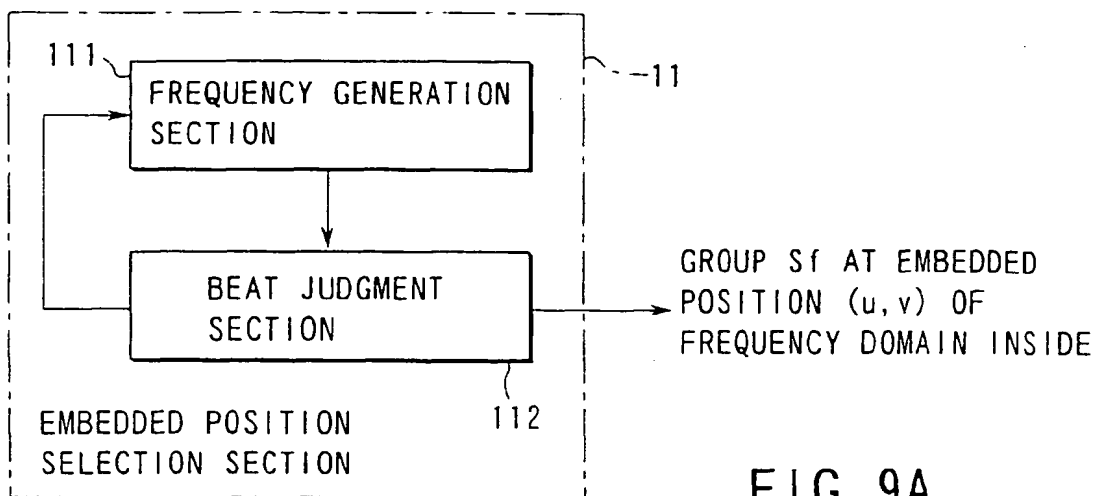 111
FREQUENCY GENERATION
SECTION
11
BEAT JUDGMENT
SECTION
GROUP Sf AT EMBEDDED
POSITION (u,v) OF
FREQUENCY DOMAIN INSIDE
112
EMBEDDED POSITION
SELECTION SECTION
FIG. 9A